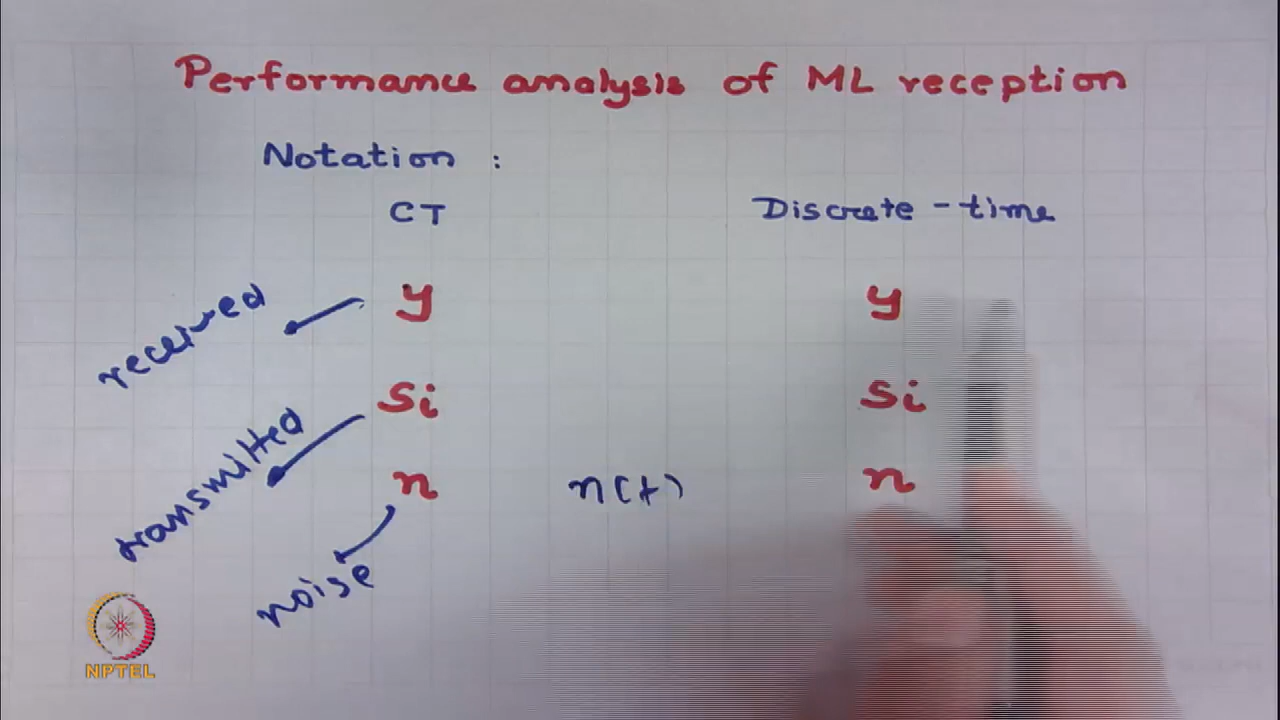 Performance analysis of ML reception
Notation :
CT Discrete-time
received y y
transmitted Si Si
noise n n(t) n
NPTEL